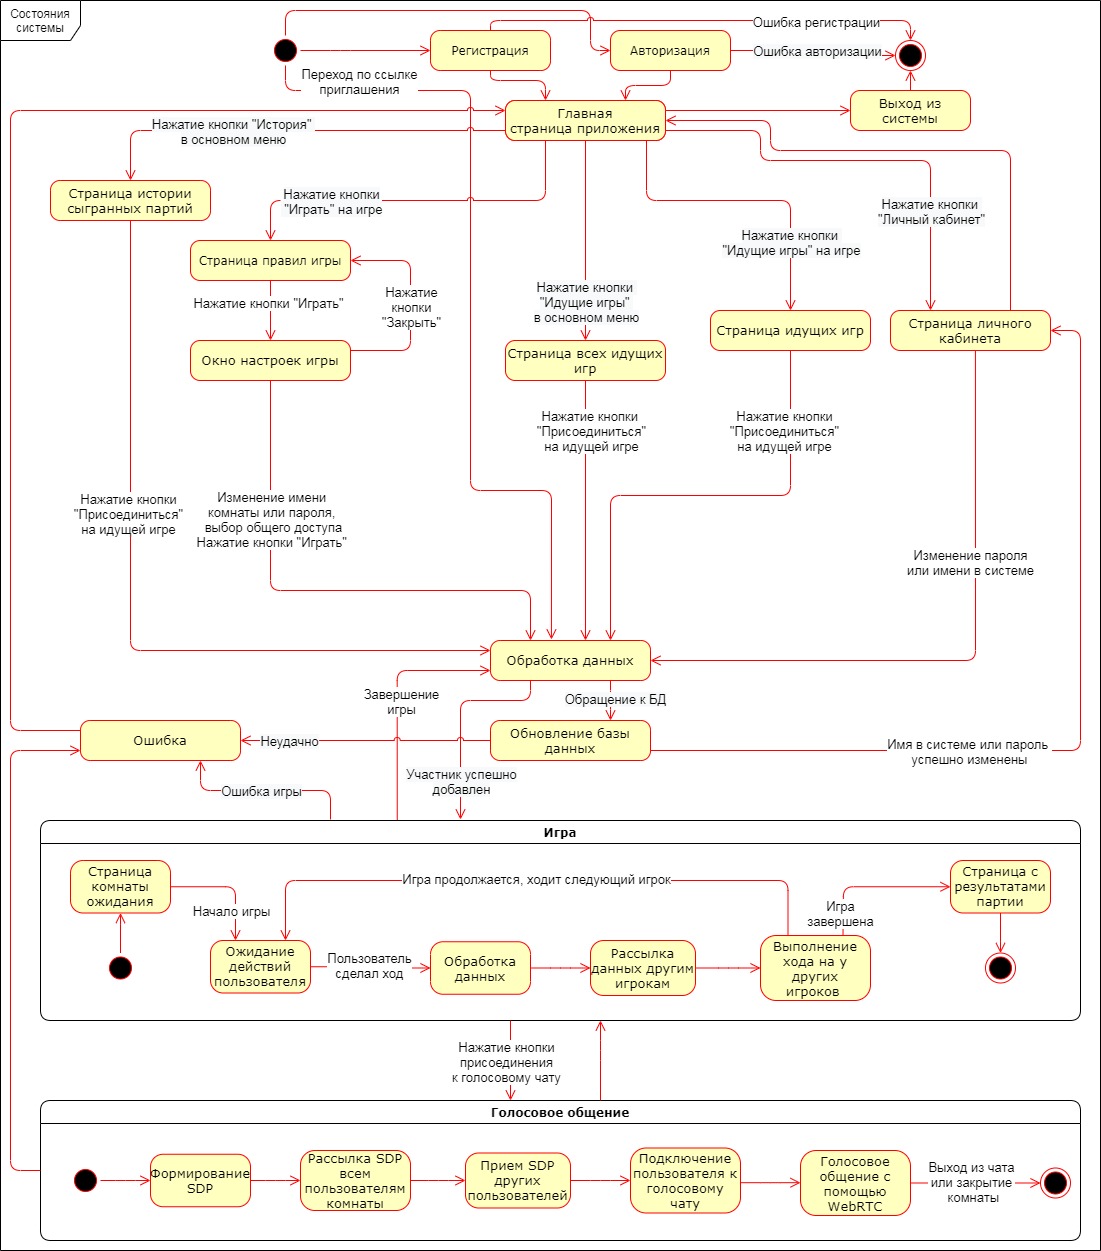 Состояния
системы
Регистрация
Авторизация
Ошибка регистрации
Ошибка авторизации
Переход по ссылке
приглашения
Главная
страница приложения
Выход из
системы
Нажатие кнопки "История"
в основном меню
Страница истории
сыгранных партий
Нажатие кнопки
"Играть" на игре
Нажатие кнопки
"Личный кабинет"
Нажатие кнопки
"Идущие игры" на игре
Страница правил игры
Нажатие кнопки "Играть"
Нажатие
кнопки
"Закрыть"
Нажатие кнопки
"Идущие игры"
в основном меню
Окно настроек игры
Страница всех идущих
игр
Страница идущих игр
Страница личного
кабинета
Нажатие кнопки
"Присоединиться"
на идущей игре
Нажатие кнопки
"Присоединиться"
на идущей игре
Нажатие кнопки
"Присоединиться"
на идущей игре
Изменение имени
комнаты или пароля,
выбор общего доступа
Нажатие кнопки "Играть"
Изменение пароля
или имени в системе
Обработка данных
Завершение
игры
Обращение к БД
Ошибка
Неудачно
Обновление базы
данных
Имя в системе или пароль
успешно изменены
Ошибка игры
Участник успешно
добавлен
Игра
Страница
комнаты
ожидания
Начало игры
Игра продолжается, ходит следующий игрок
Игра
завершена
Страница с
результатами
партии
Ожидание
действий
пользователя
Пользователь
сделал ход
Обработка
данных
Рассылка
данных другим
игрокам
Выполнение
хода на у
других
игроков
Нажатие кнопки
присоединения
к голосовому чату
Голосовое общение
Формирование
SDP
Рассылка SDP
всем
пользователям
комнаты
Прием SDP
других
пользователей
Подключение
пользователя к
голосовому
чату
Голосовое
общение с
помощью
WebRTC
Выход из чата
или закрытие
комнаты